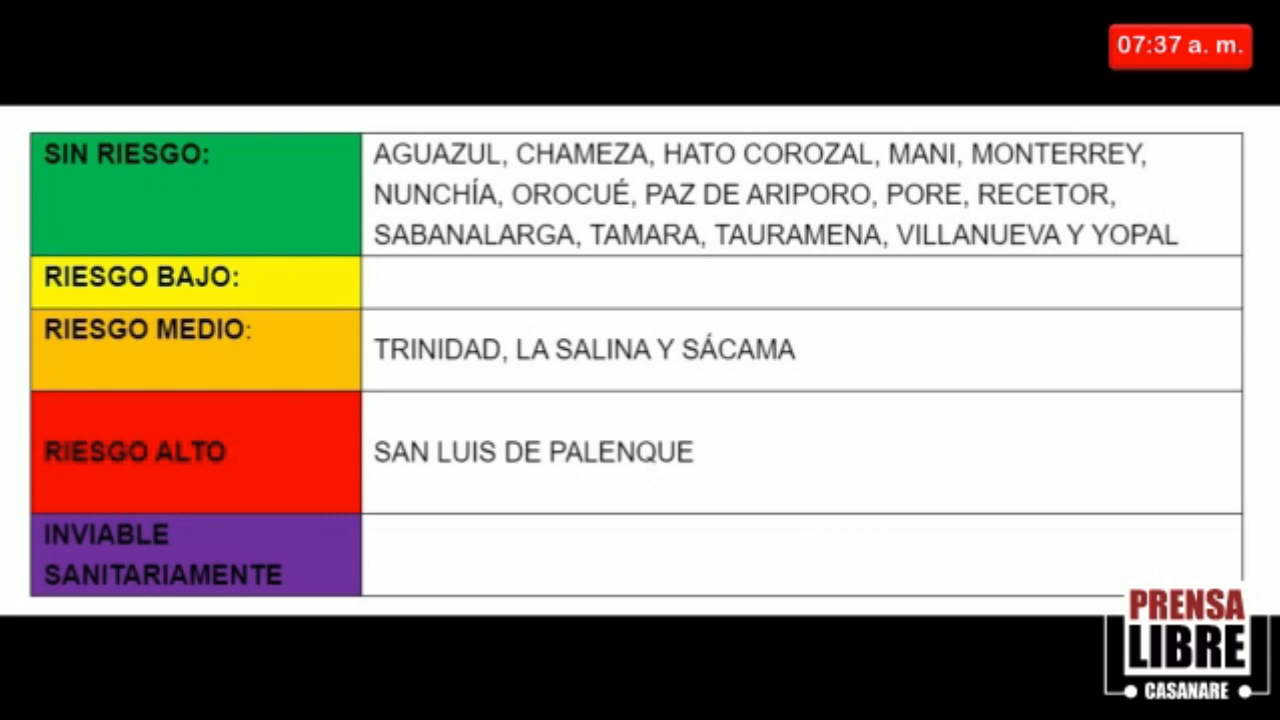 07:37 a. m.
SIN RIESGO:
AGUAZUL, CHAMEZA, HATO COROZAL, MANI, MONTERREY,
NUNCHÍA, OROCUÉ, PAZ DE ARIPORO, PORE, RECETOR,
SABANALARGA, TAMARA, TAURAMENA, VILLANUEVA Y YOPAL
RIESGO BAJO:
RIESGO MEDIO:
TRINIDAD, LA SALINA Y SÁCAMA
RIESGO ALTO
SAN LUIS DE PALENQUE
INVIABLE
SANITARIAMENTE
PRENSA
LIBRE
CASANARE